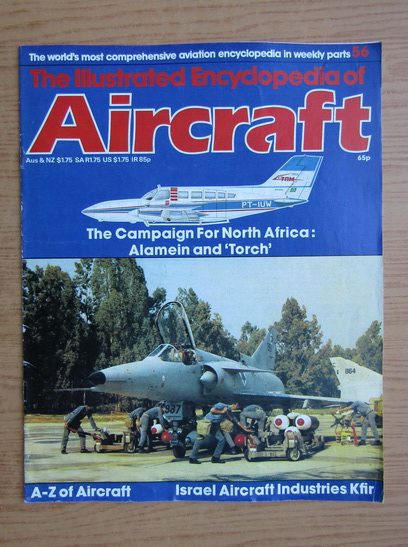 The world's most comprehensive aviation encyclopedia in weekly parts 56
The Illustrated Encyclopedia of
Aircraft
Aus & NZ $1.75 SA R1.75 US $1.75 IR 85p
65p
TAM
PT-IUW
The Campaign For North Africa:
Alamein and 'Torch'
987
864
A-Z of Aircraft
Israel Aircraft Industries Kfir